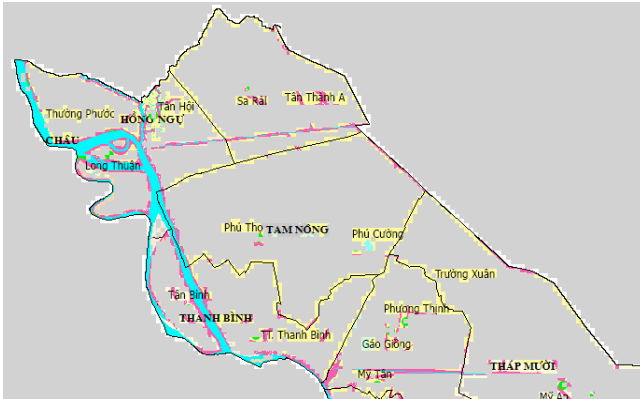 Sa Rài
Tân Thành A
Tân Hội
Thường Phước
HỒNG NGỰ
CHÂU
Long Thuận
Phú Thọ
TAM NÔNG
Phú Cường
Trường Xuân
Tân Bình
Phương Thịnh
THANH BÌNH
TT. Thanh Bình
Gáo Giồng
THÁP MƯỜI
Mỹ Tân
Mỹ A